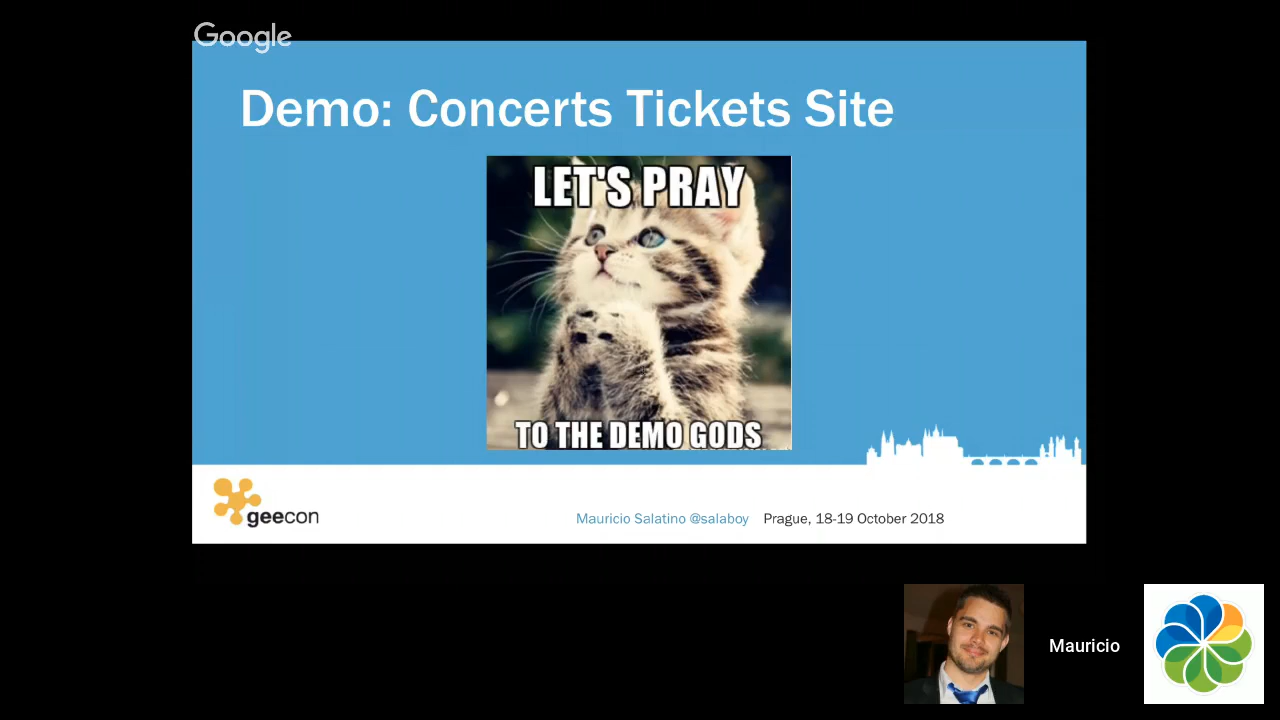 Google
Demo: Concerts Tickets Site
LET'S PRAY
TO THE DEMO GODS
geecon
Mauricio Salatino @salaboy Prague, 18-19 October 2018
Mauricio